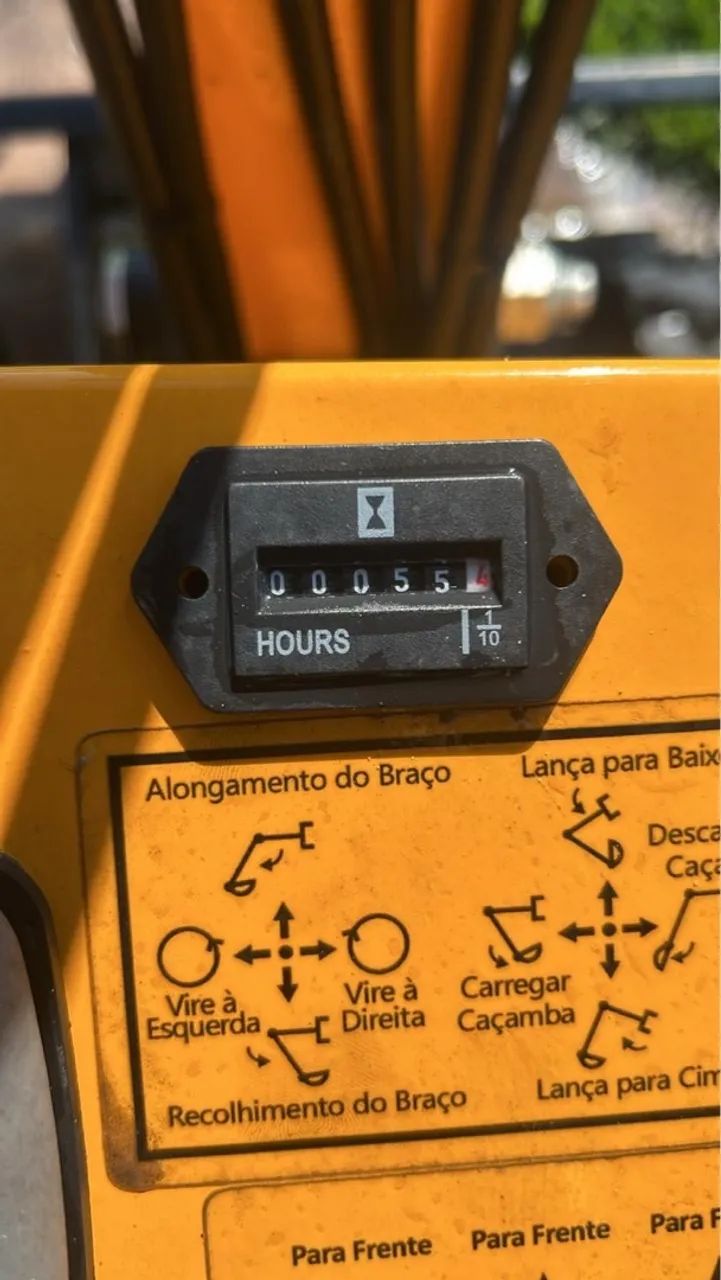 0 0 0 5 5 4
HOURS
1
10
Alongamento do Braço
Lança para Baix
Desca
Caça
Vire à
Esquerda
Vire à
Direita
Carregar
Caçamba
Recolhimento do Braço
Lança para Cim
Para Frente
Para Frente
Para F